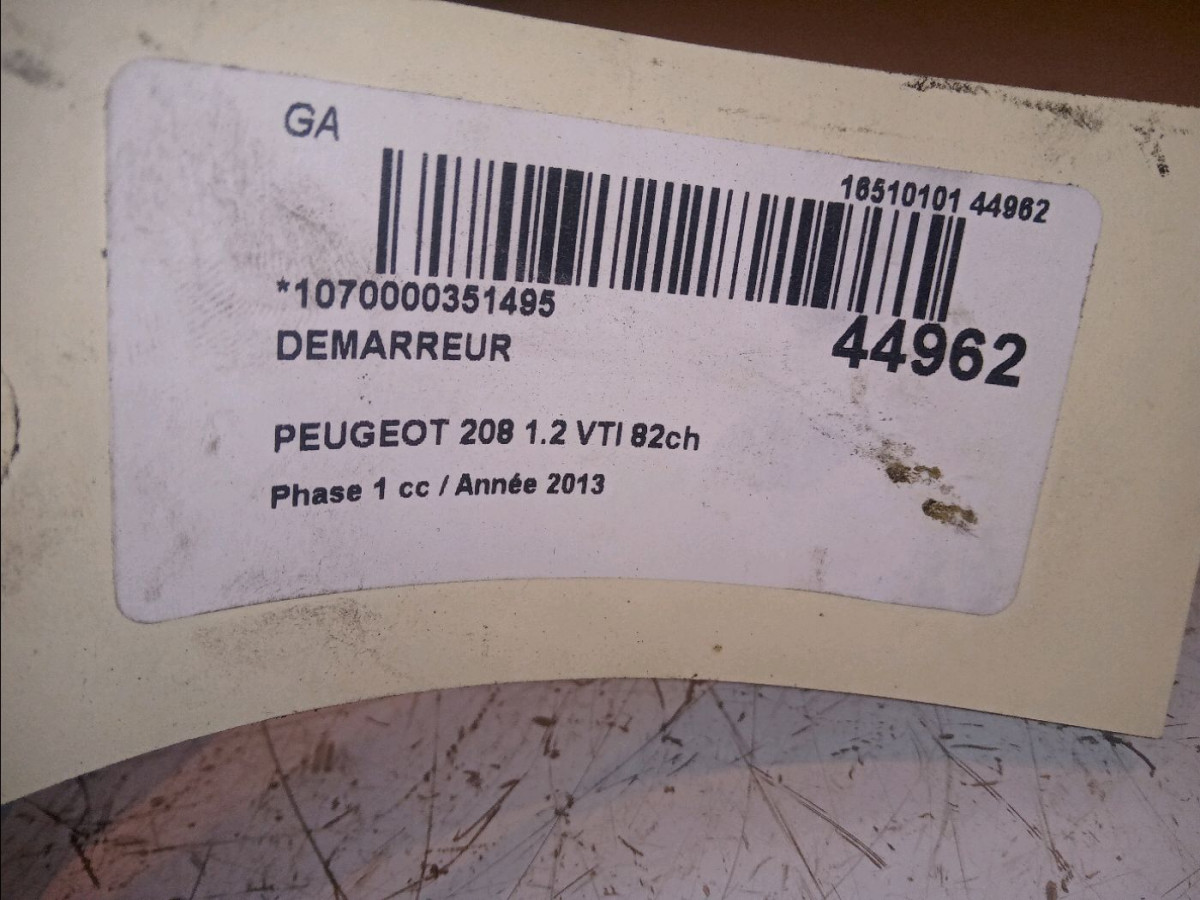 GA
16510101 44962
*1070000351495
44962
DEMARREUR
PEUGEOT 208 1.2 VTI 82ch
Phase 1 cc / Année 2013